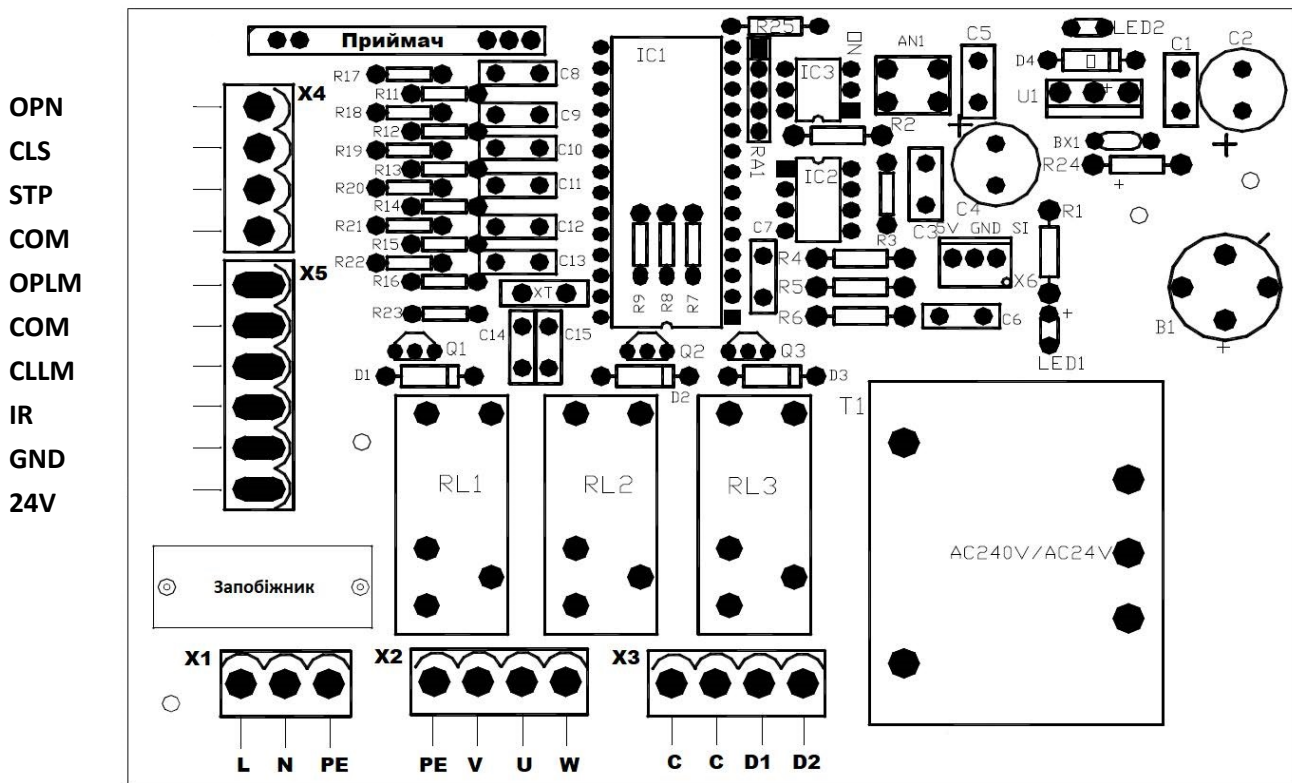 R25
LED2
Приймач
IC1
ON
AN1
C5
C1
C2
IC3
D4
U1
R17
C8
OPN
X4
R11
R18
C9
R2
CLS
R12
RA1
BX1
R19
C10
R24
R13
IC2
STP
R20
C11
R14
C4
R1
R21
C12
C7
R3
C3
COM
R15
5V GND SI
R22
C13
R4
X5
R16
R9
R8
R7
R5
X6
OPLM
XT
R23
R6
C6
B1
COM
C14
C15
Q1
Q2
Q3
LED1
CLLM
D1
D2
D3
IR
T1
GND
RL1
RL2
RL3
24V
AC240V/AC24V
Запобіжник
X1
X2
X3
L N PE
PE V U W
C C D1 D2